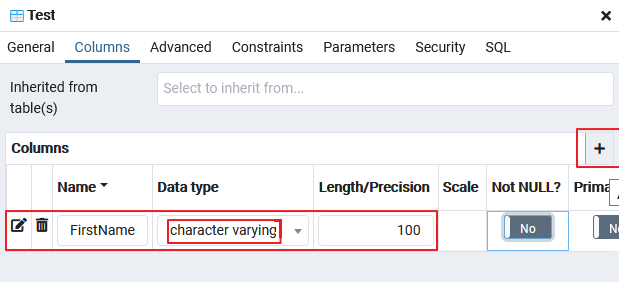 Test
General Columns Advanced Constraints Parameters Security SQL
Inherited from
table(s)
Select to inherit from...
Columns
Name Data type Length/Precision Scale Not NULL? Prima
FirstName character varying 100 No